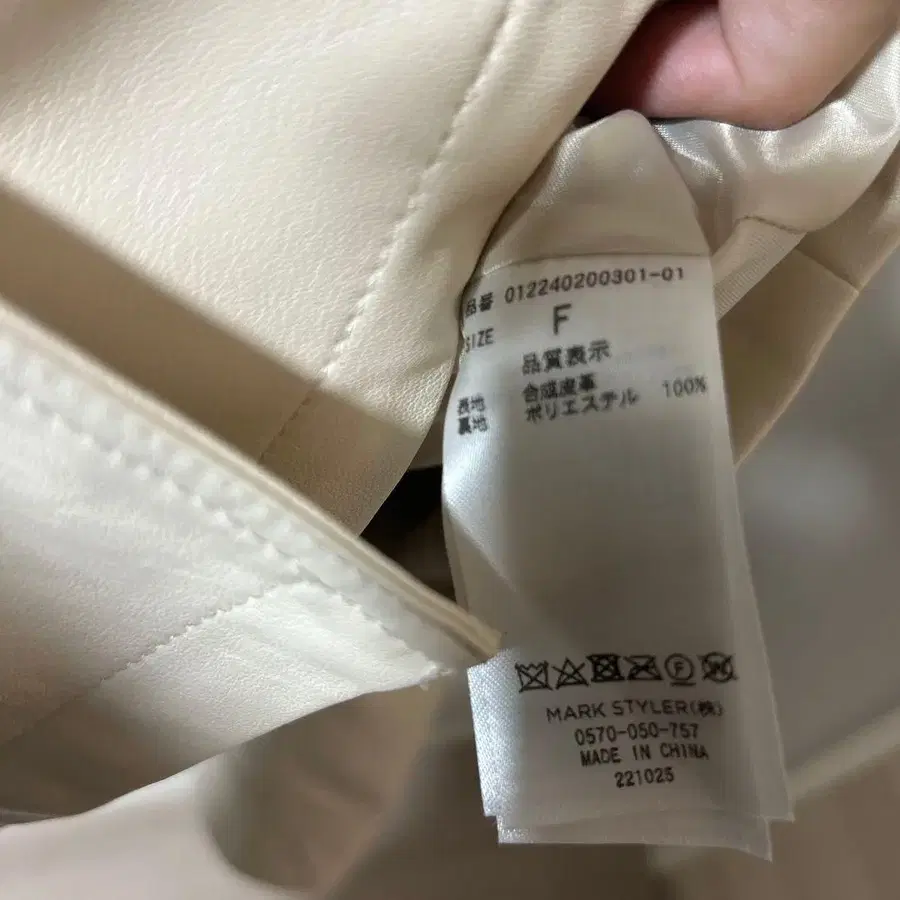 品番 012240200301-01
SIZE F
品質表示
表地 合成皮革
裏地 ポリエステル 100%
MARK STYLER(株)
0570-050-757
MADE IN CHINA
221025